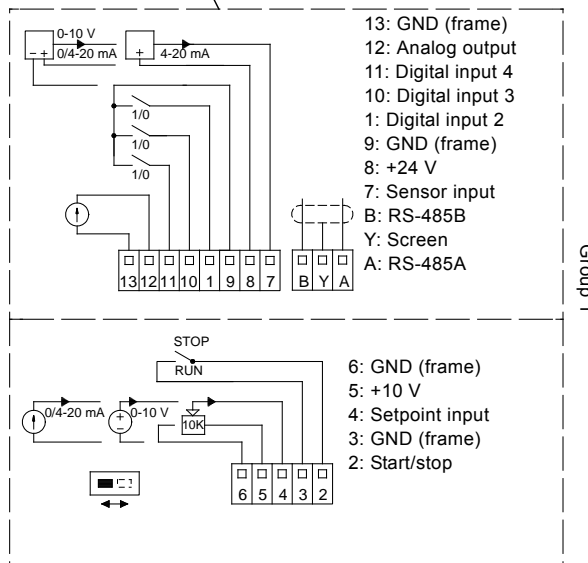 0-10 V
- +
0/4-20 mA
+
4-20 mA
1/0
1/0
1/0
13 12 11 10 1 9 8 7
B Y A
13: GND (frame)
12: Analog output
11: Digital input 4
10: Digital input 3
1: Digital input 2
9: GND (frame)
8: +24 V
7: Sensor input
B: RS-485B
Y: Screen
A: RS-485A
Group 1
STOP
RUN
0/4-20 mA
+
-
0-10 V
10K
6 5 4 3 2
6: GND (frame)
5: +10 V
4: Setpoint input
3: GND (frame)
2: Start/stop